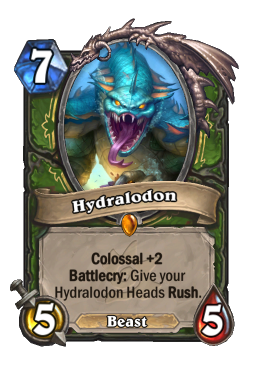 7
Hydralodon
Colossal +2
Battlecry: Give your
Hydralodon Heads Rush.
5
Beast
5